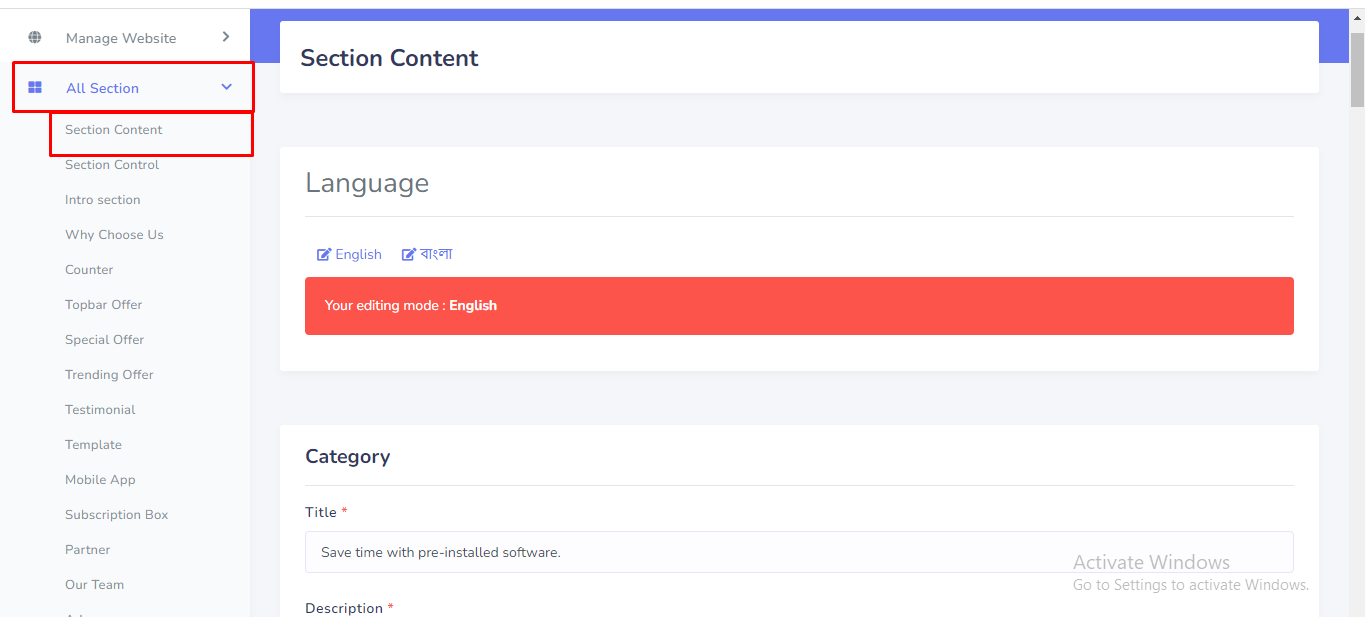 Manage Website
All Section
Section Content
Section Control
Intro section
Why Choose Us
Counter
Topbar Offer
Special Offer
Trending Offer
Testimonial
Template
Mobile App
Subscription Box
Partner
Our Team
Section Content
Language
English বাংলা
Your editing mode : English
Category
Title *
Save time with pre-installed software.
Description *
Activate Windows
Go to Settings to activate Windows.